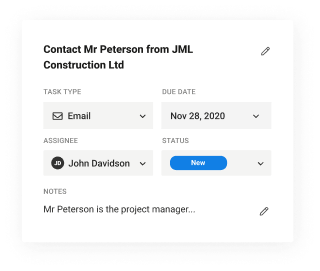 Contact Mr Peterson from JML
Construction Ltd
TASK TYPE DUE DATE
Email Nov 28, 2020
ASSIGNEE STATUS
JD John Davidson New
NOTES
Mr Peterson is the project manager...